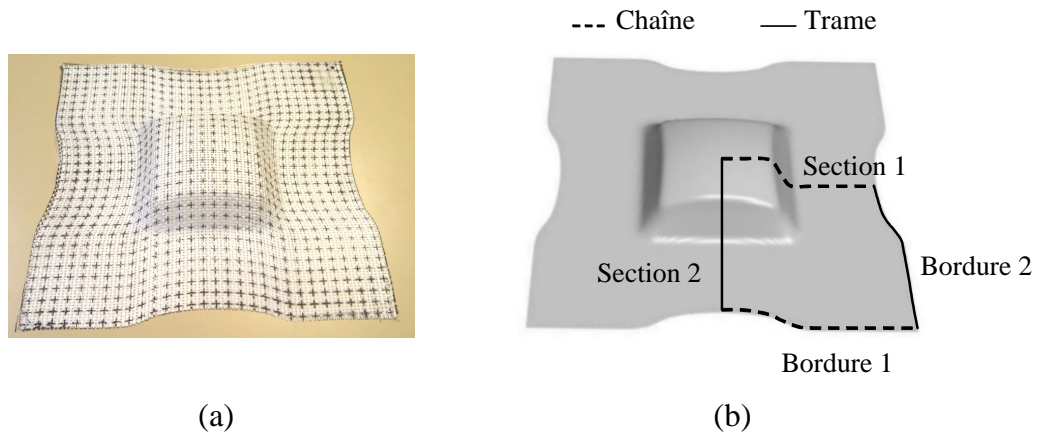 Chaîne
Trame
Section 1
Section 2
Bordure 2
Bordure 1
(a)
(b)